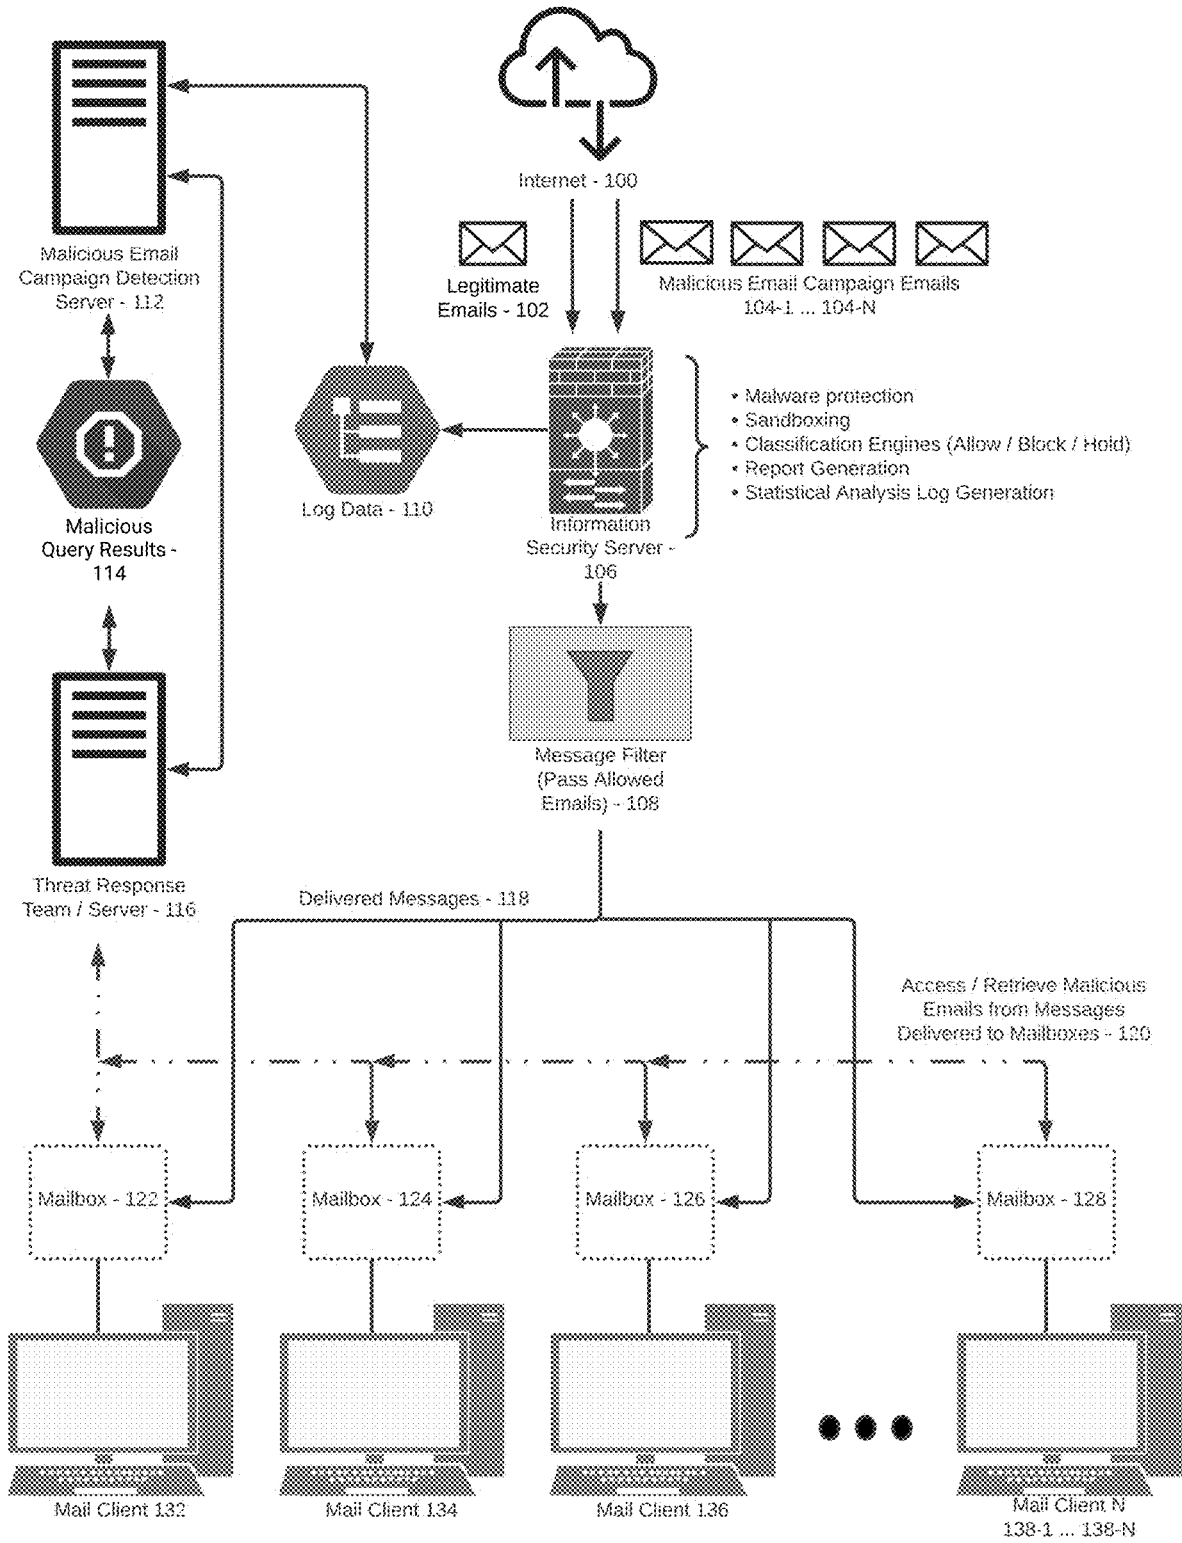 Internet - 100
Malicious Email
Campaign Detection
Server - 112
Legitimate
Emails - 102
Malicious Email Campaign Emails
104-1 ... 104-N
• Malware protection
• Sandboxing
• Classification Engines (Allow / Block / Hold)
• Report Generation
• Statistical Analysis Log Generation
Log Data - 110
Information
Security Server -
106
Malicious
Query Results -
114
Message Filter
(Pass Allowed
Emails) - 108
Threat Response
Team / Server - 116
Delivered Messages - 118
Access / Retrieve Malicious
Emails from Messages
Delivered to Mailboxes - 120
Mailbox - 122
Mailbox - 124
Mailbox - 126
Mailbox - 128
Mail Client 132
Mail Client 134
Mail Client 136
Mail Client N
138-1 ... 138-N